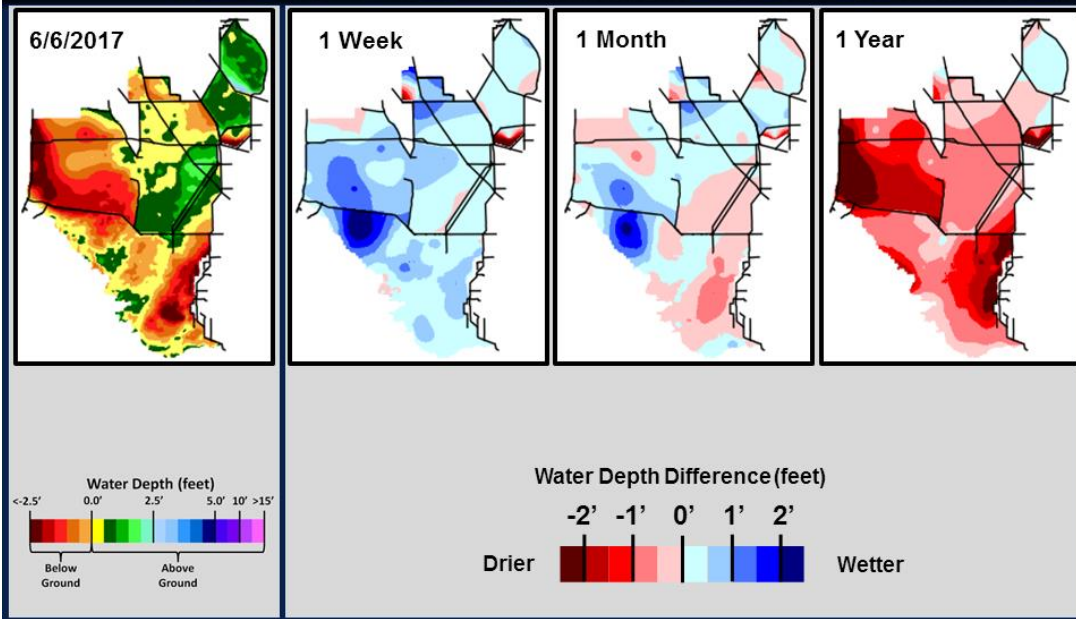 6/6/2017
1 Week
1 Month
1 Year
Water Depth (feet)
<-2.5' 0.0' 2.5' 5.0' 10' >15'
Below Ground
Above Ground
Water Depth Difference (feet)
-2' -1' 0' 1' 2'
Drier
Wetter